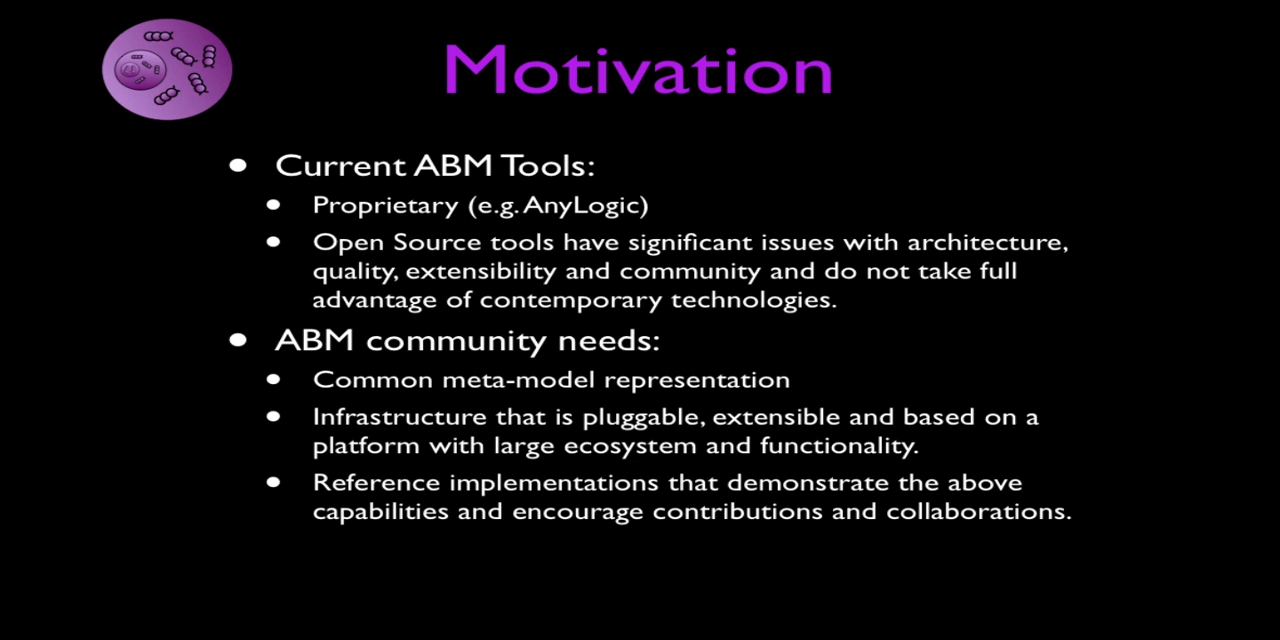 Motivation
• Current ABM Tools:
• Proprietary (e.g. AnyLogic)
• Open Source tools have significant issues with architecture,
quality, extensibility and community and do not take full
advantage of contemporary technologies.
• ABM community needs:
• Common meta-model representation
• Infrastructure that is pluggable, extensible and based on a
platform with large ecosystem and functionality.
• Reference implementations that demonstrate the above
capabilities and encourage contributions and collaborations.